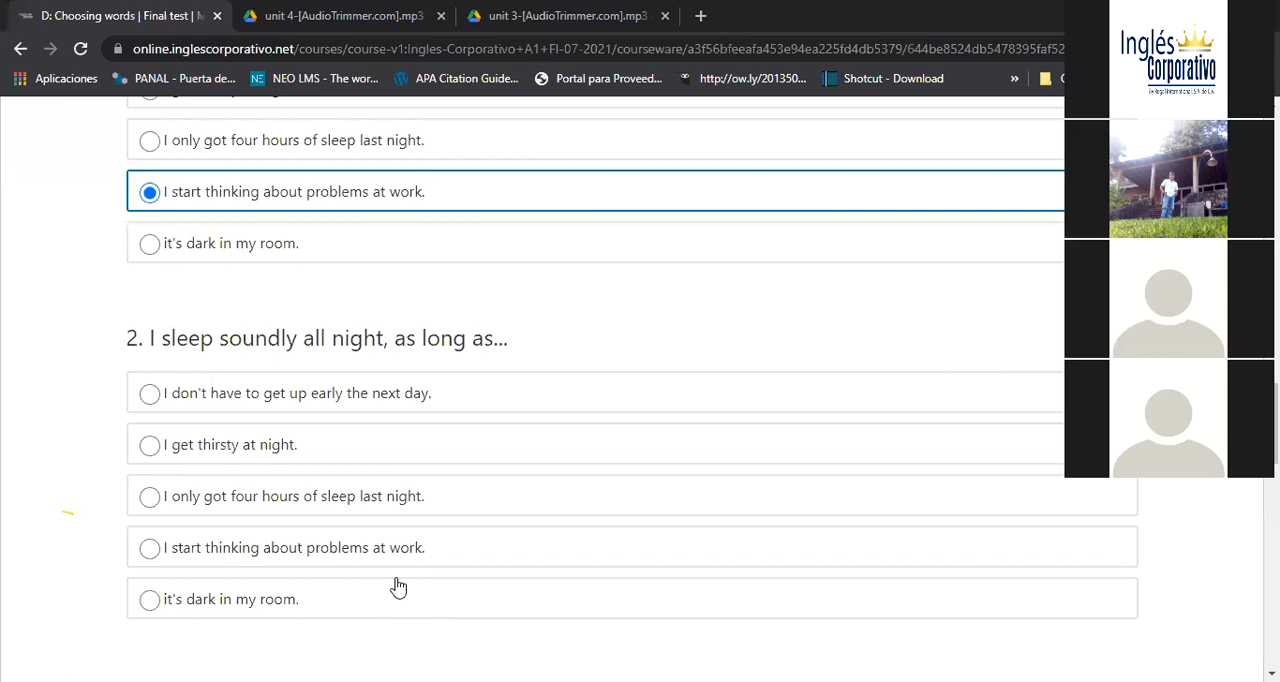 D: Choosing words | Final test |
unit 4-[AudioTrimmer.com].mp3
unit 3-[AudioTrimmer.com].mp3
online.inglescorporativo.net/courses/course-v1:Ingles-Corporativo+A1+FI-07-2021/courseware/a3f56bfeeafa453e94ea225fd4db5379/644be8524db5478395faf52
Aplicaciones
PANAL - Puerta de...
NEO LMS - The wor...
APA Citation Guide...
Portal para Proveed...
http://ow.ly/201350...
Shotcut - Download
»
Inglés
Corporativo
I only got four hours of sleep last night.
I start thinking about problems at work.
it's dark in my room.
2. I sleep soundly all night, as long as...
I don't have to get up early the next day.
I get thirsty at night.
I only got four hours of sleep last night.
I start thinking about problems at work.
it's dark in my room.